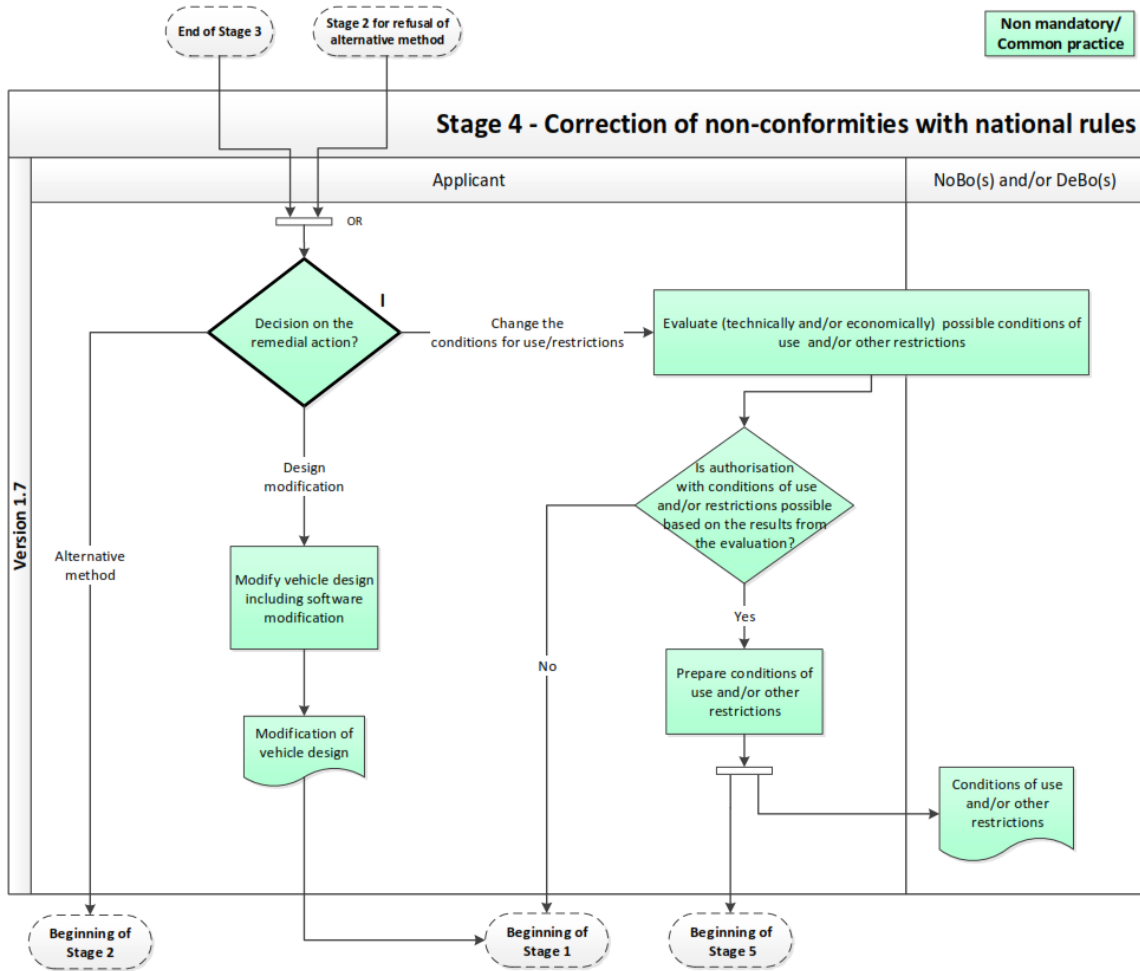 End of Stage 3
Stage 2 for refusal of
alternative method
Non mandatory/
Common practice
Stage 4 - Correction of non-conformities with national rules
Applicant
NoBo(s) and/or DeBo(s)
Version 1.7
OR
I
Decision on the
remedial action?
Change the
conditions for use/restrictions
Evaluate (technically and/or economically) possible conditions of
use and/or other restrictions
Design
modification
Is authorisation
with conditions of use
and/or restrictions possible
based on the results from
the evaluation?
Alternative
method
Modify vehicle design
including software
modification
Yes
No
Prepare conditions of
use and/or other
restrictions
Modification of
vehicle design
Conditions of use
and/or other
restrictions
Beginning of
Stage 2
Beginning of
Stage 1
Beginning of
Stage 5